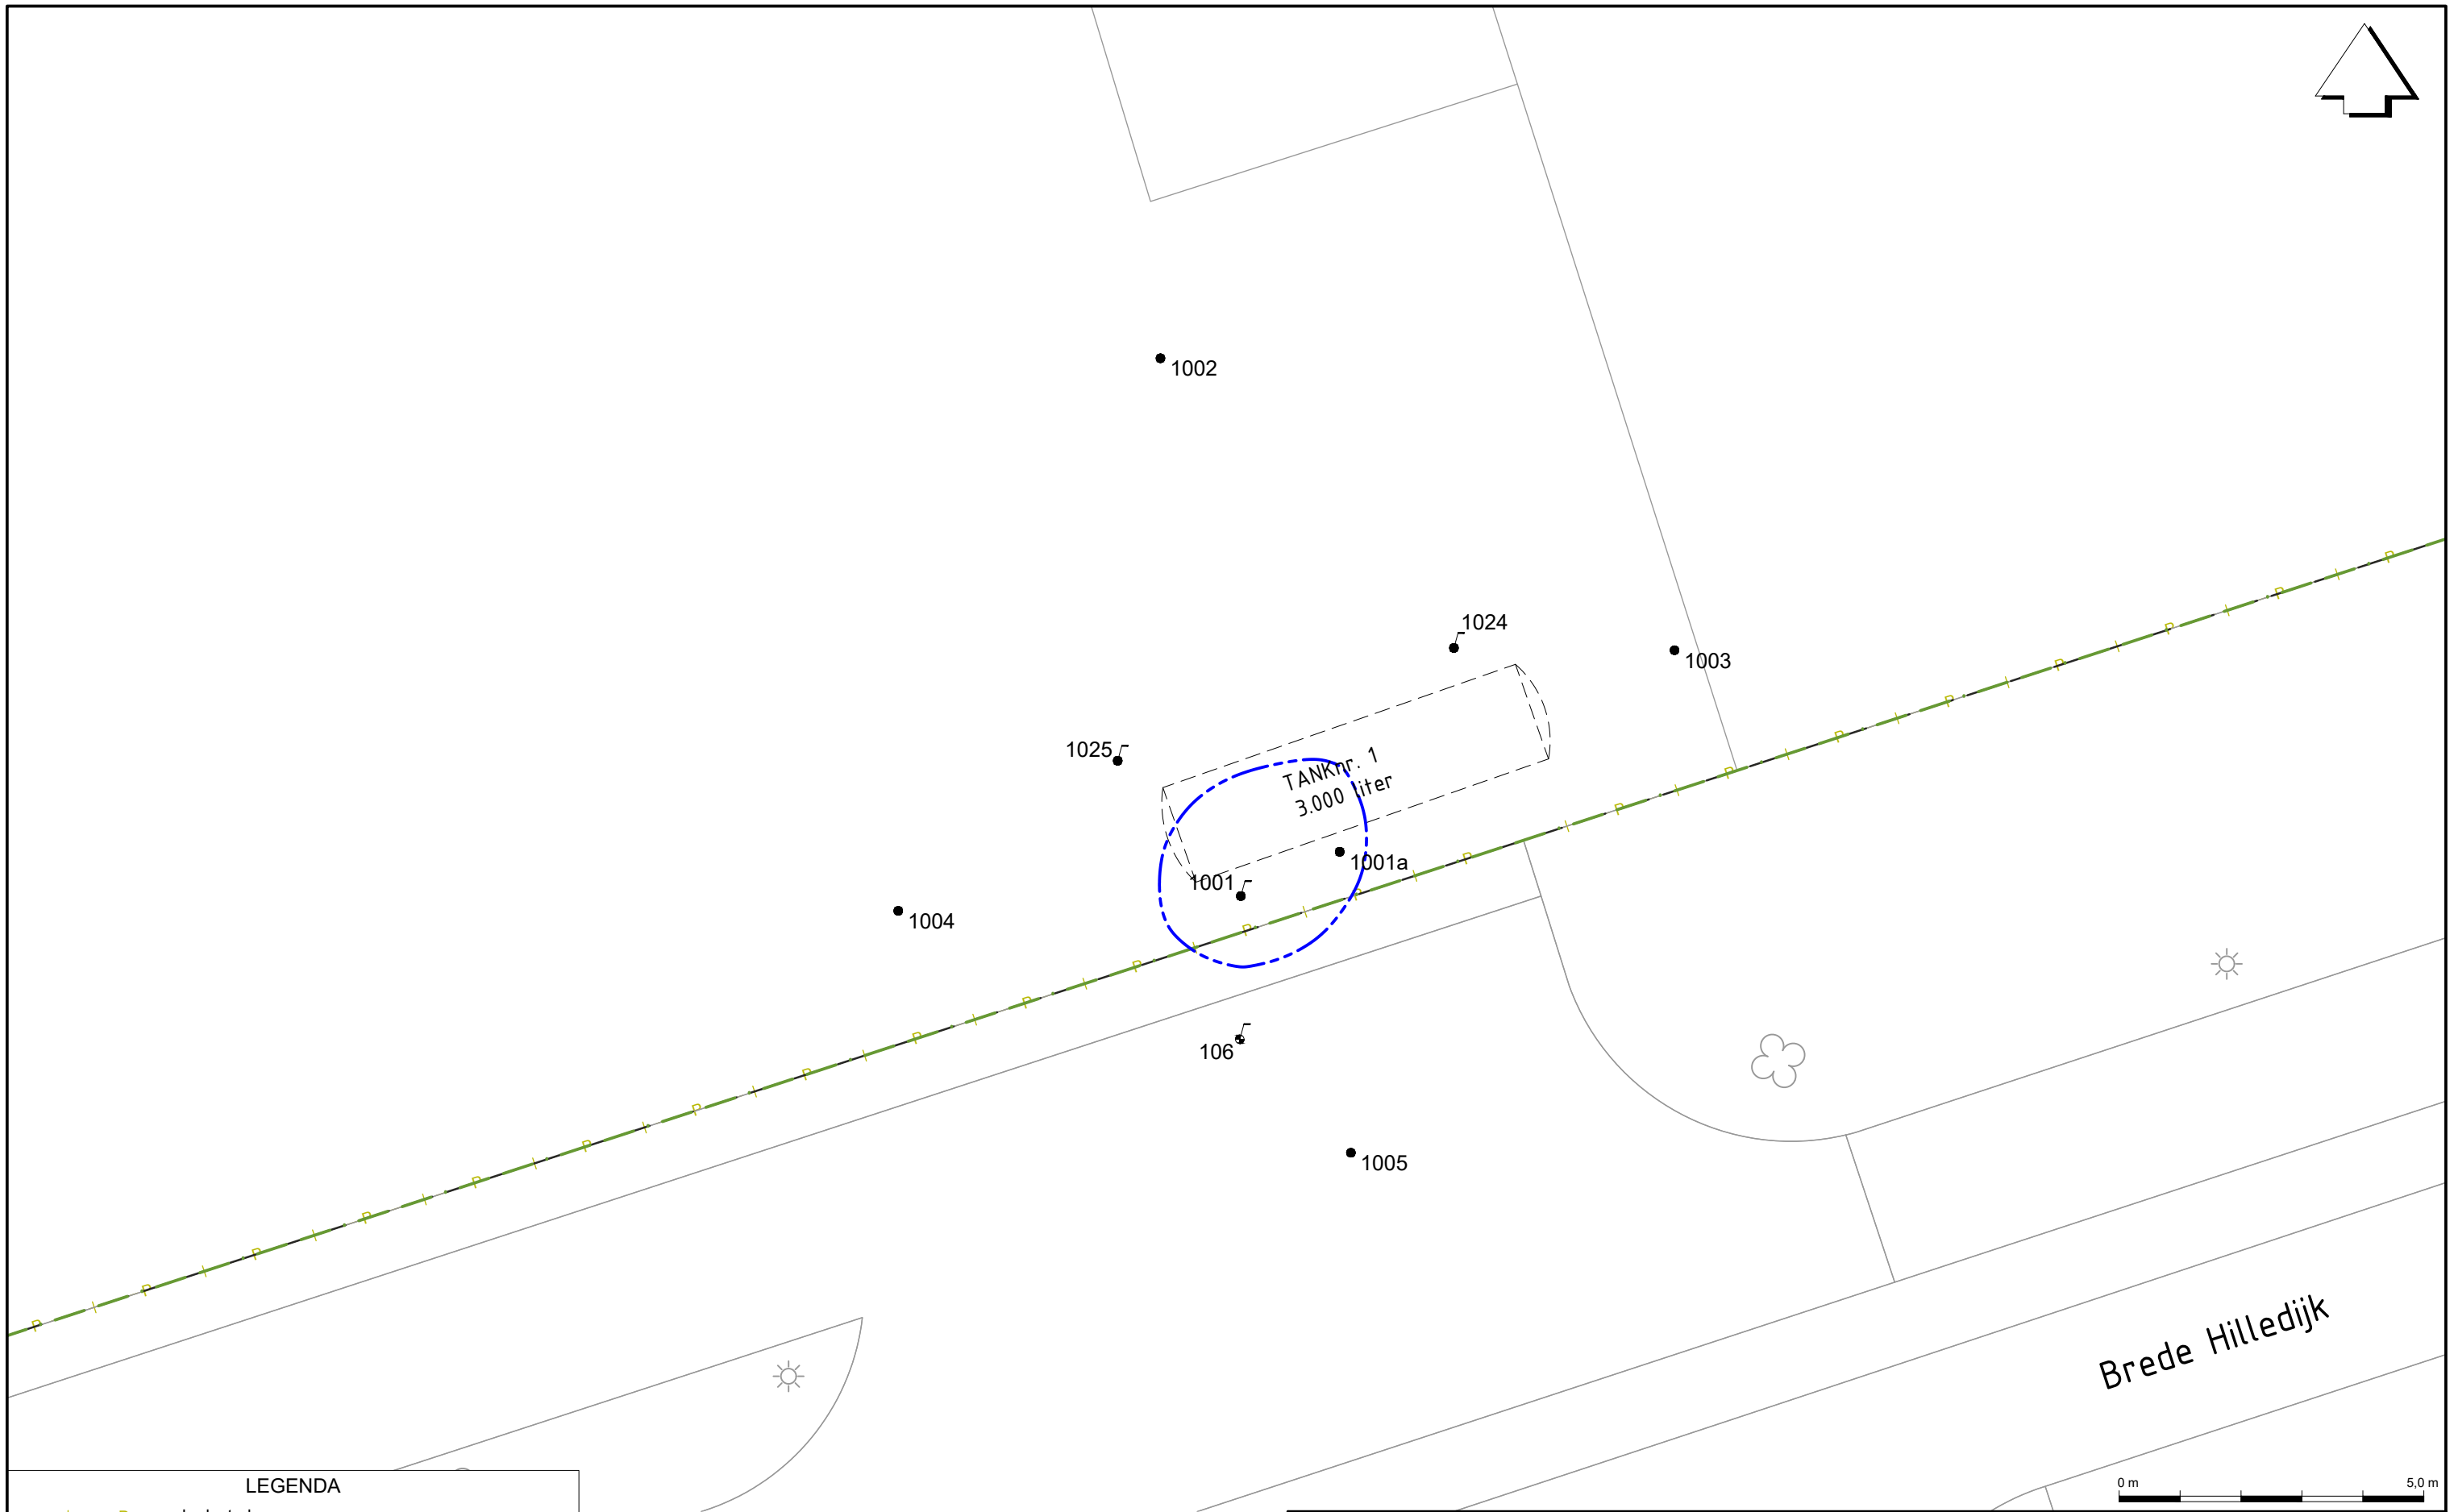 1002
1024
1003
1025
TANKnr. 1
3.000 liter
1001a
1001
1004
106
1005
Brede Hilledijk
LEGENDA
0 m 5,0 m
P P P P P P P P P P P P P P P P P P P P P P